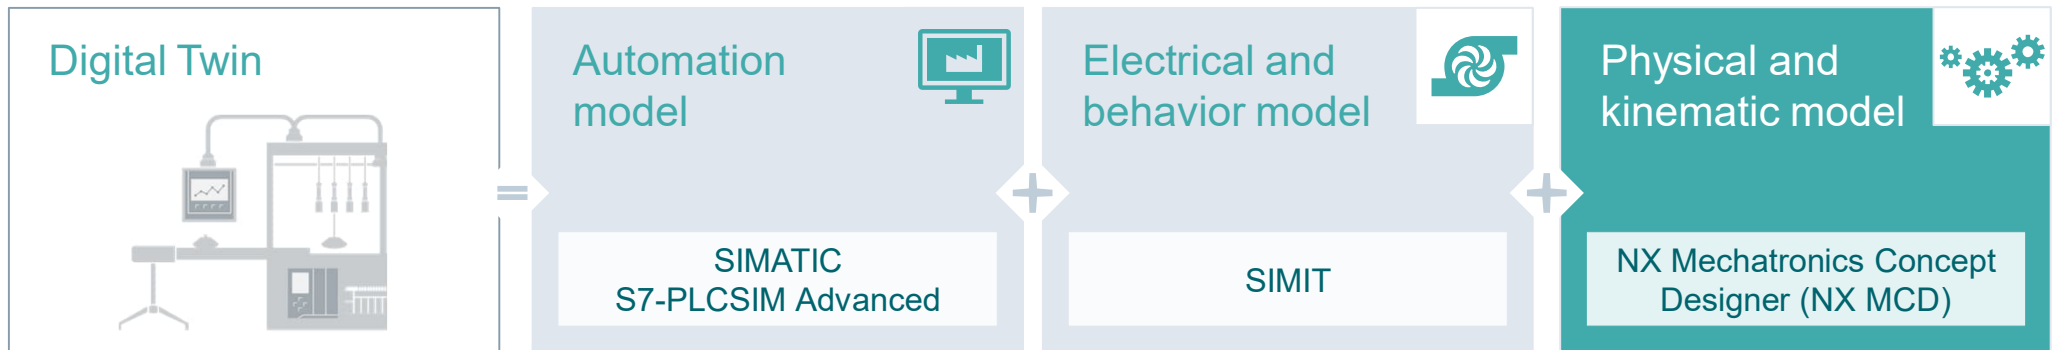 Digital Twin
=
Automation
model
SIMATIC
S7-PLCSIM Advanced
+
Electrical and
behavior model
SIMIT
+
Physical and
kinematic model
NX Mechatronics Concept
Designer (NX MCD)